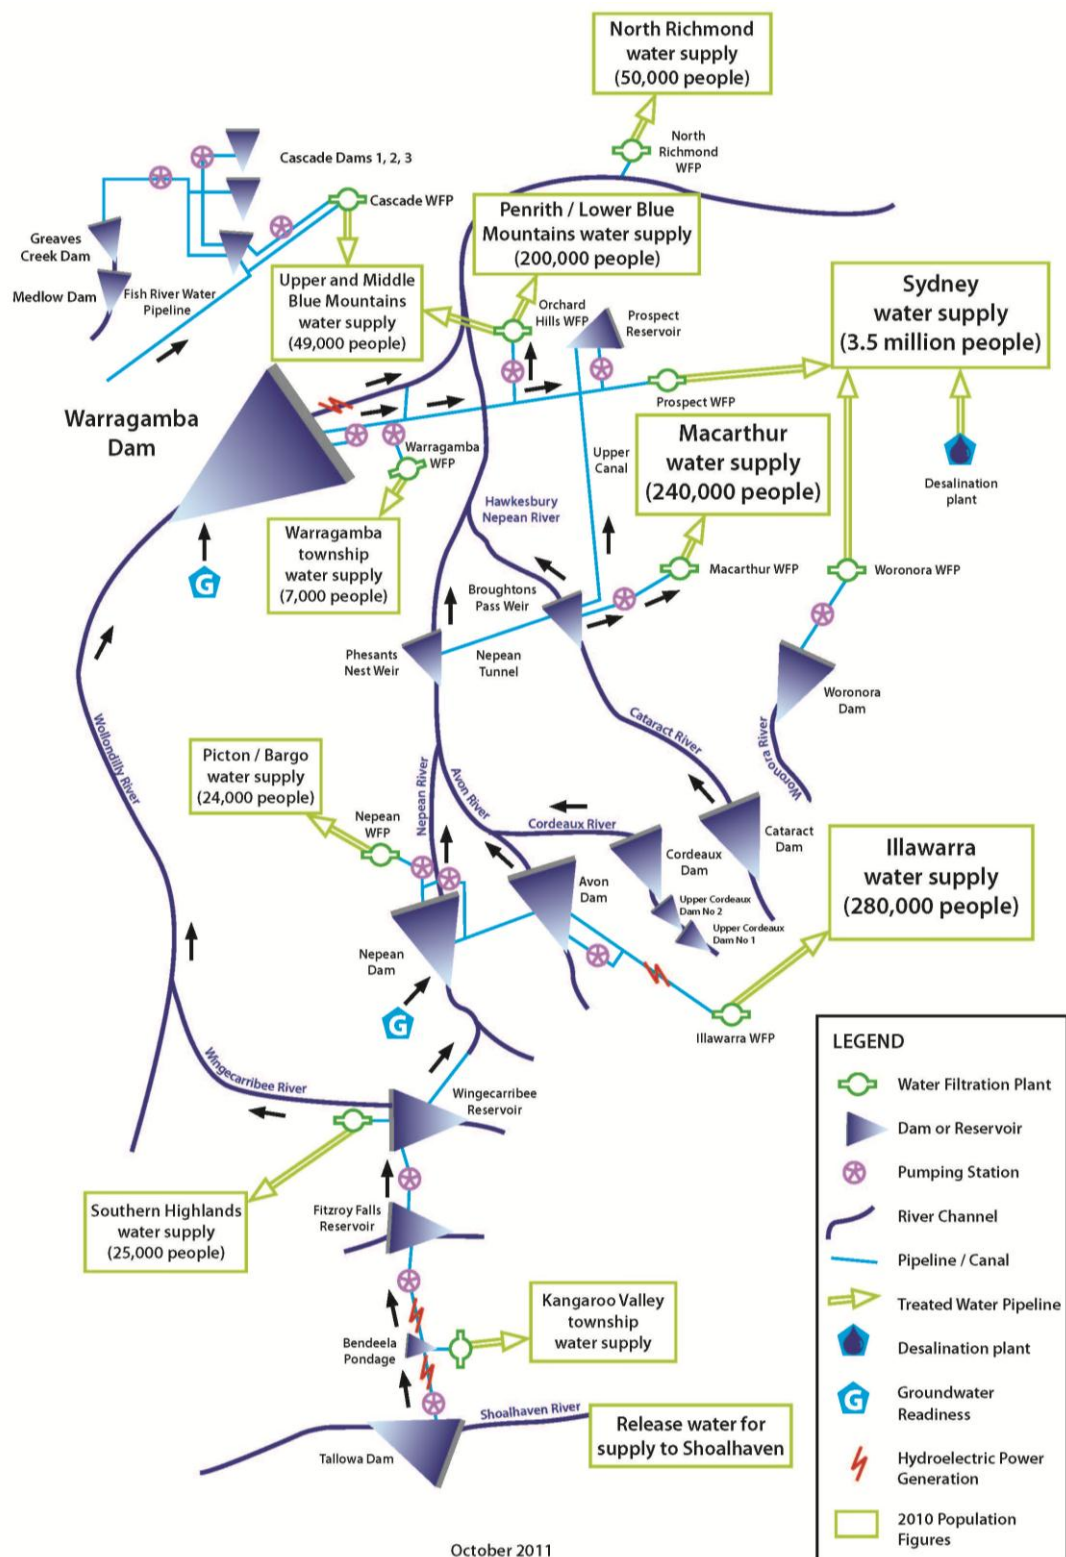 North Richmond
water supply
(50,000 people)
North
Richmond
WFP
Cascade Dams 1, 2, 3
Cascade WFP
Greaves
Creek Dam
Medlow Dam
Fish River Water
Pipeline
Penrith / Lower Blue
Mountains water supply
(200,000 people)
Upper and Middle
Blue Mountains
water supply
(49,000 people)
Orchard
Hills WFP
Prospect
Reservoir
Sydney
water supply
(3.5 million people)
Prospect WFP
Warragamba
Dam
Warragamba
WFP
Upper
Canal
Macarthur
water supply
(240,000 people)
Desalination
plant
Hawkesbury
Nepean River
Warragamba
township
water supply
(7,000 people)
G
Macarthur WFP
Woronora WFP
Broughtons
Pass Weir
Phesants
Nest Weir
Nepean
Tunnel
Woronora
Dam
Woronora River
Wollondilly River
Cataract River
Picton / Bargo
water supply
(24,000 people)
Nepean River
Avon River
Nepean
WFP
Cordeaux River
Cordeaux
Dam
Cataract
Dam
Illawarra
water supply
(280,000 people)
Avon
Dam
Upper Cordeaux
Dam No 2
Upper Cordeaux
Dam No 1
Nepean
Dam
G
Illawarra WFP
Wingecarribee River
Wingecarribee
Reservoir
Southern Highlands
water supply
(25,000 people)
Fitzroy Falls
Reservoir
Kangaroo Valley
township
water supply
Bendeela
Pondage
Shoalhaven River
Release water for
supply to Shoalhaven
Tallowa Dam
LEGEND
Water Filtration Plant
Dam or Reservoir
Pumping Station
River Channel
Pipeline / Canal
Treated Water Pipeline
Desalination plant
G
Groundwater
Readiness
Hydroelectric Power
Generation
2010 Population
Figures
October 2011